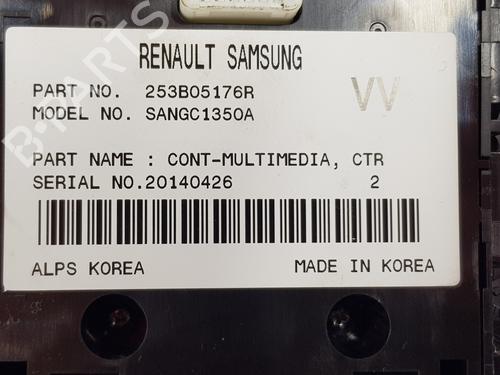 RENAULT SAMSUNG
PART NO. 253B05176R
VV
MODEL NO. SANGC1350A
PART NAME : CONT-MULTIMEDIA, CTR
SERIAL NO.20140426 2
ALPS KOREA MADE IN KOREA
B-PARTS